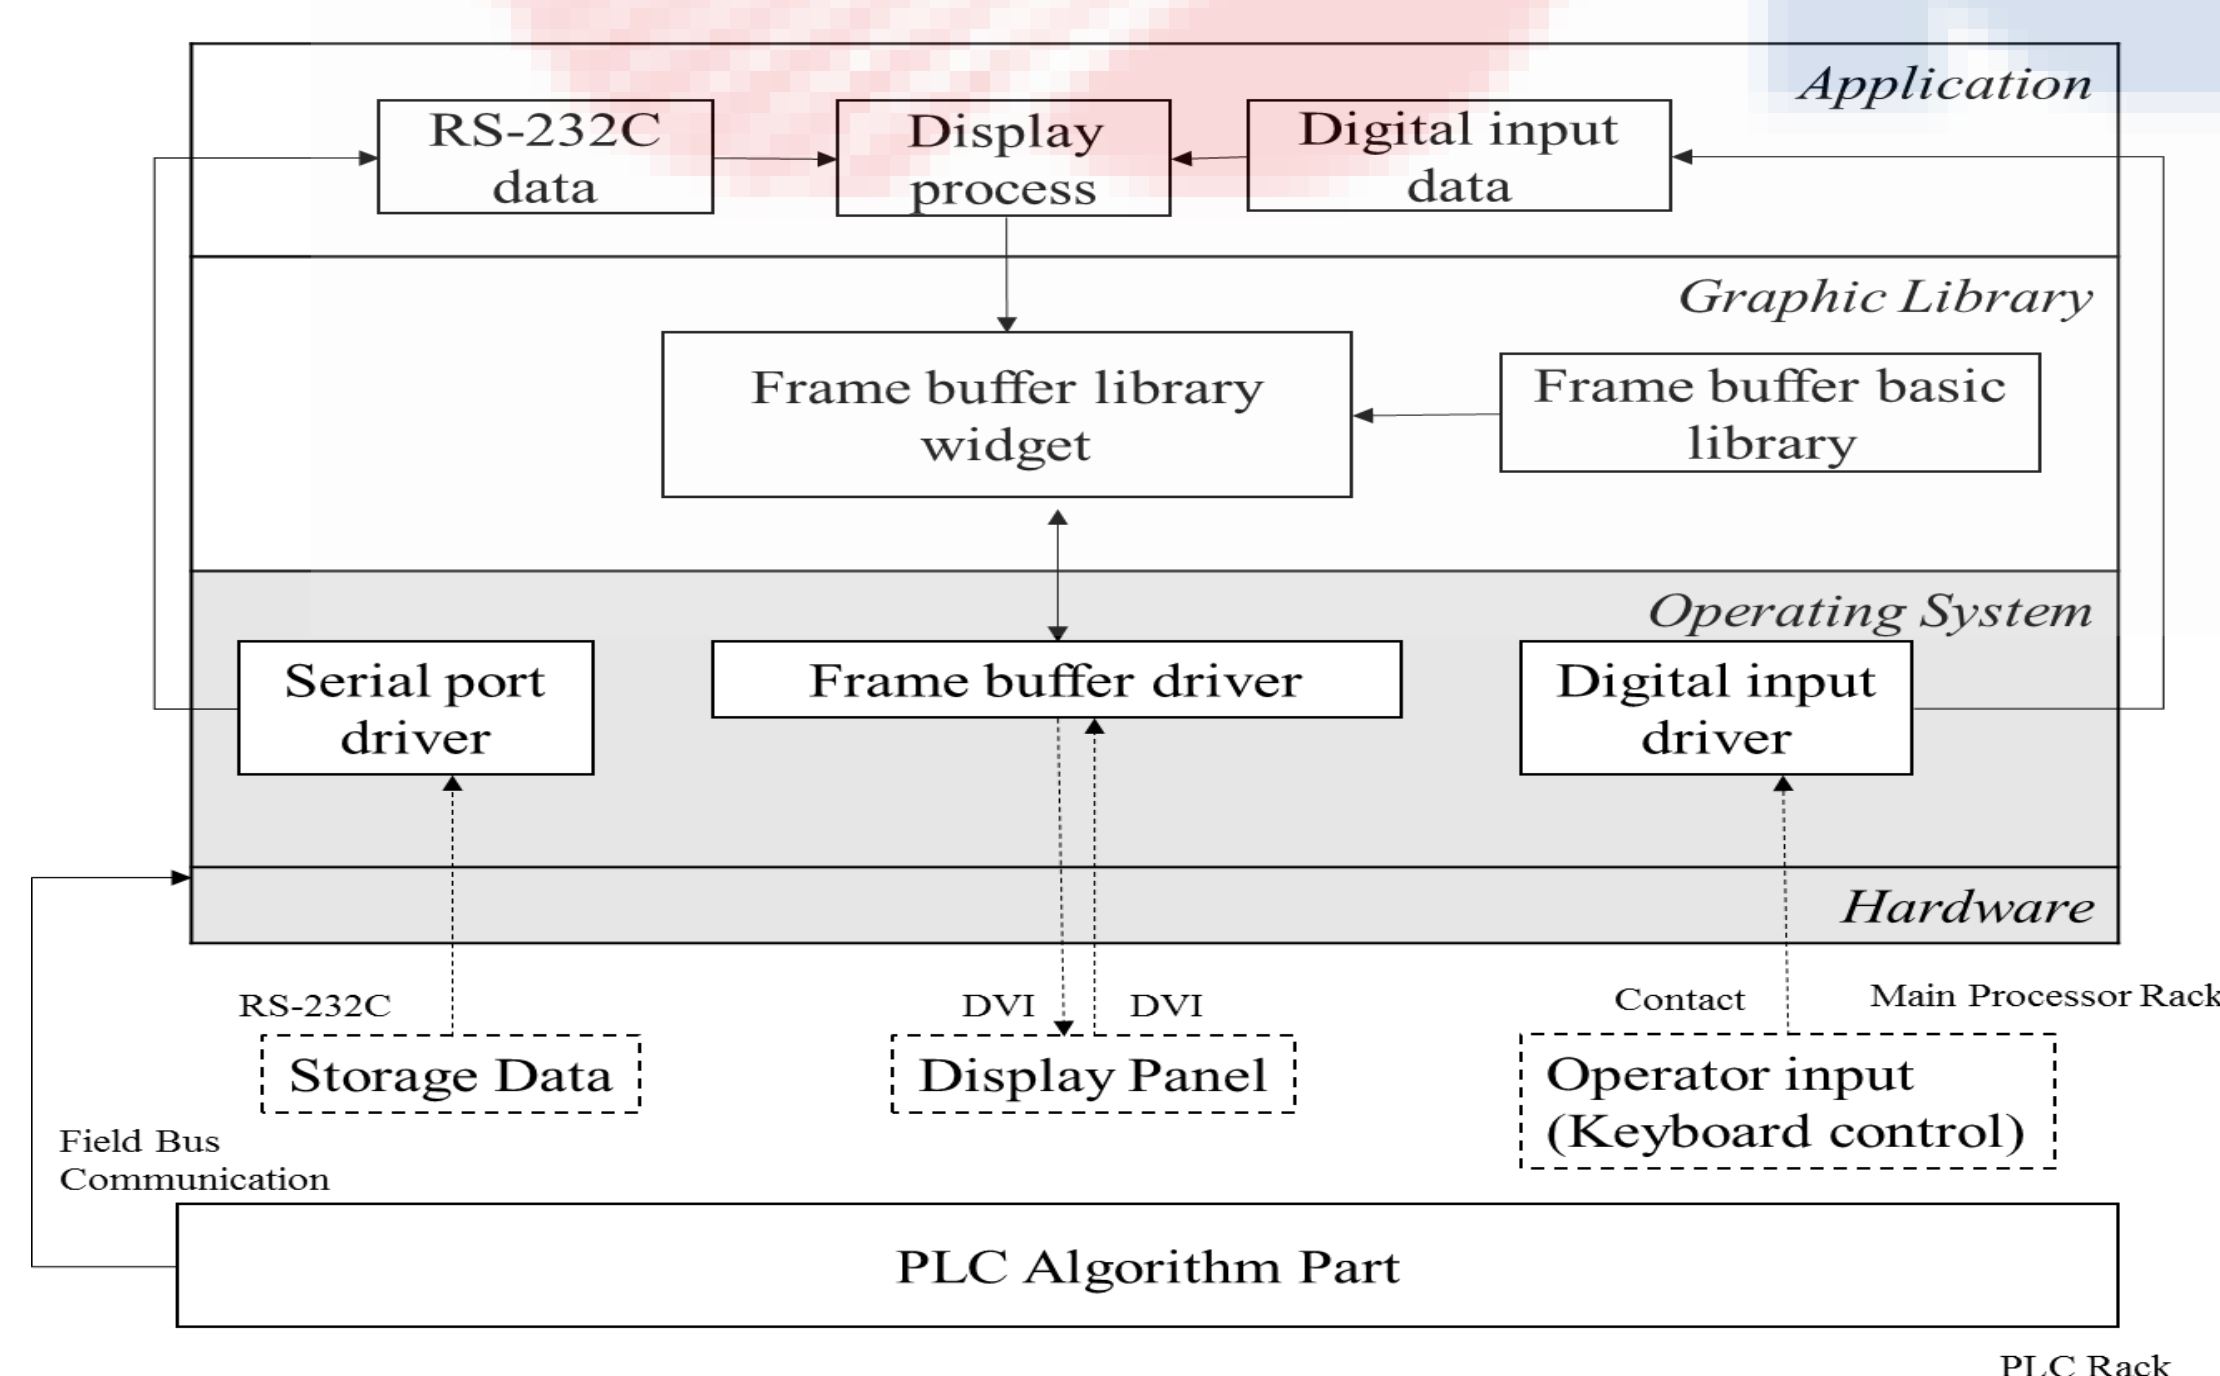 Application
RS-232C
data
Display
process
Digital input
data
Graphic Library
Frame buffer library
widget
Frame buffer basic
library
Operating System
Serial port
driver
Frame buffer driver
Digital input
driver
Hardware
RS-232C
DVI
DVI
Contact
Main Processor Rack
Storage Data
Display Panel
Operator input
(Keyboard control)
Field Bus
Communication
PLC Algorithm Part
PLC Rack